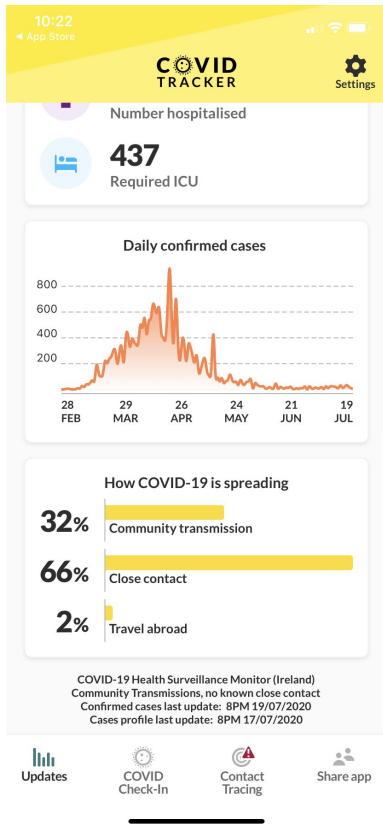 10:22
◀ App Store
COVID
TRACKER
Settings
Number hospitalised
437
Required ICU
Daily confirmed cases
800
600
400
200
28 29 26 24 21 19
FEB MAR APR MAY JUN JUL
How COVID-19 is spreading
32%
Community transmission
66%
Close contact
2%
Travel abroad
COVID-19 Health Surveillance Monitor (Ireland)
Community Transmissions, no known close contact
Confirmed cases last update: 8PM 19/07/2020
Cases profile last update: 8PM 17/07/2020
Updates COVID Contact Share app
Check-In Tracing